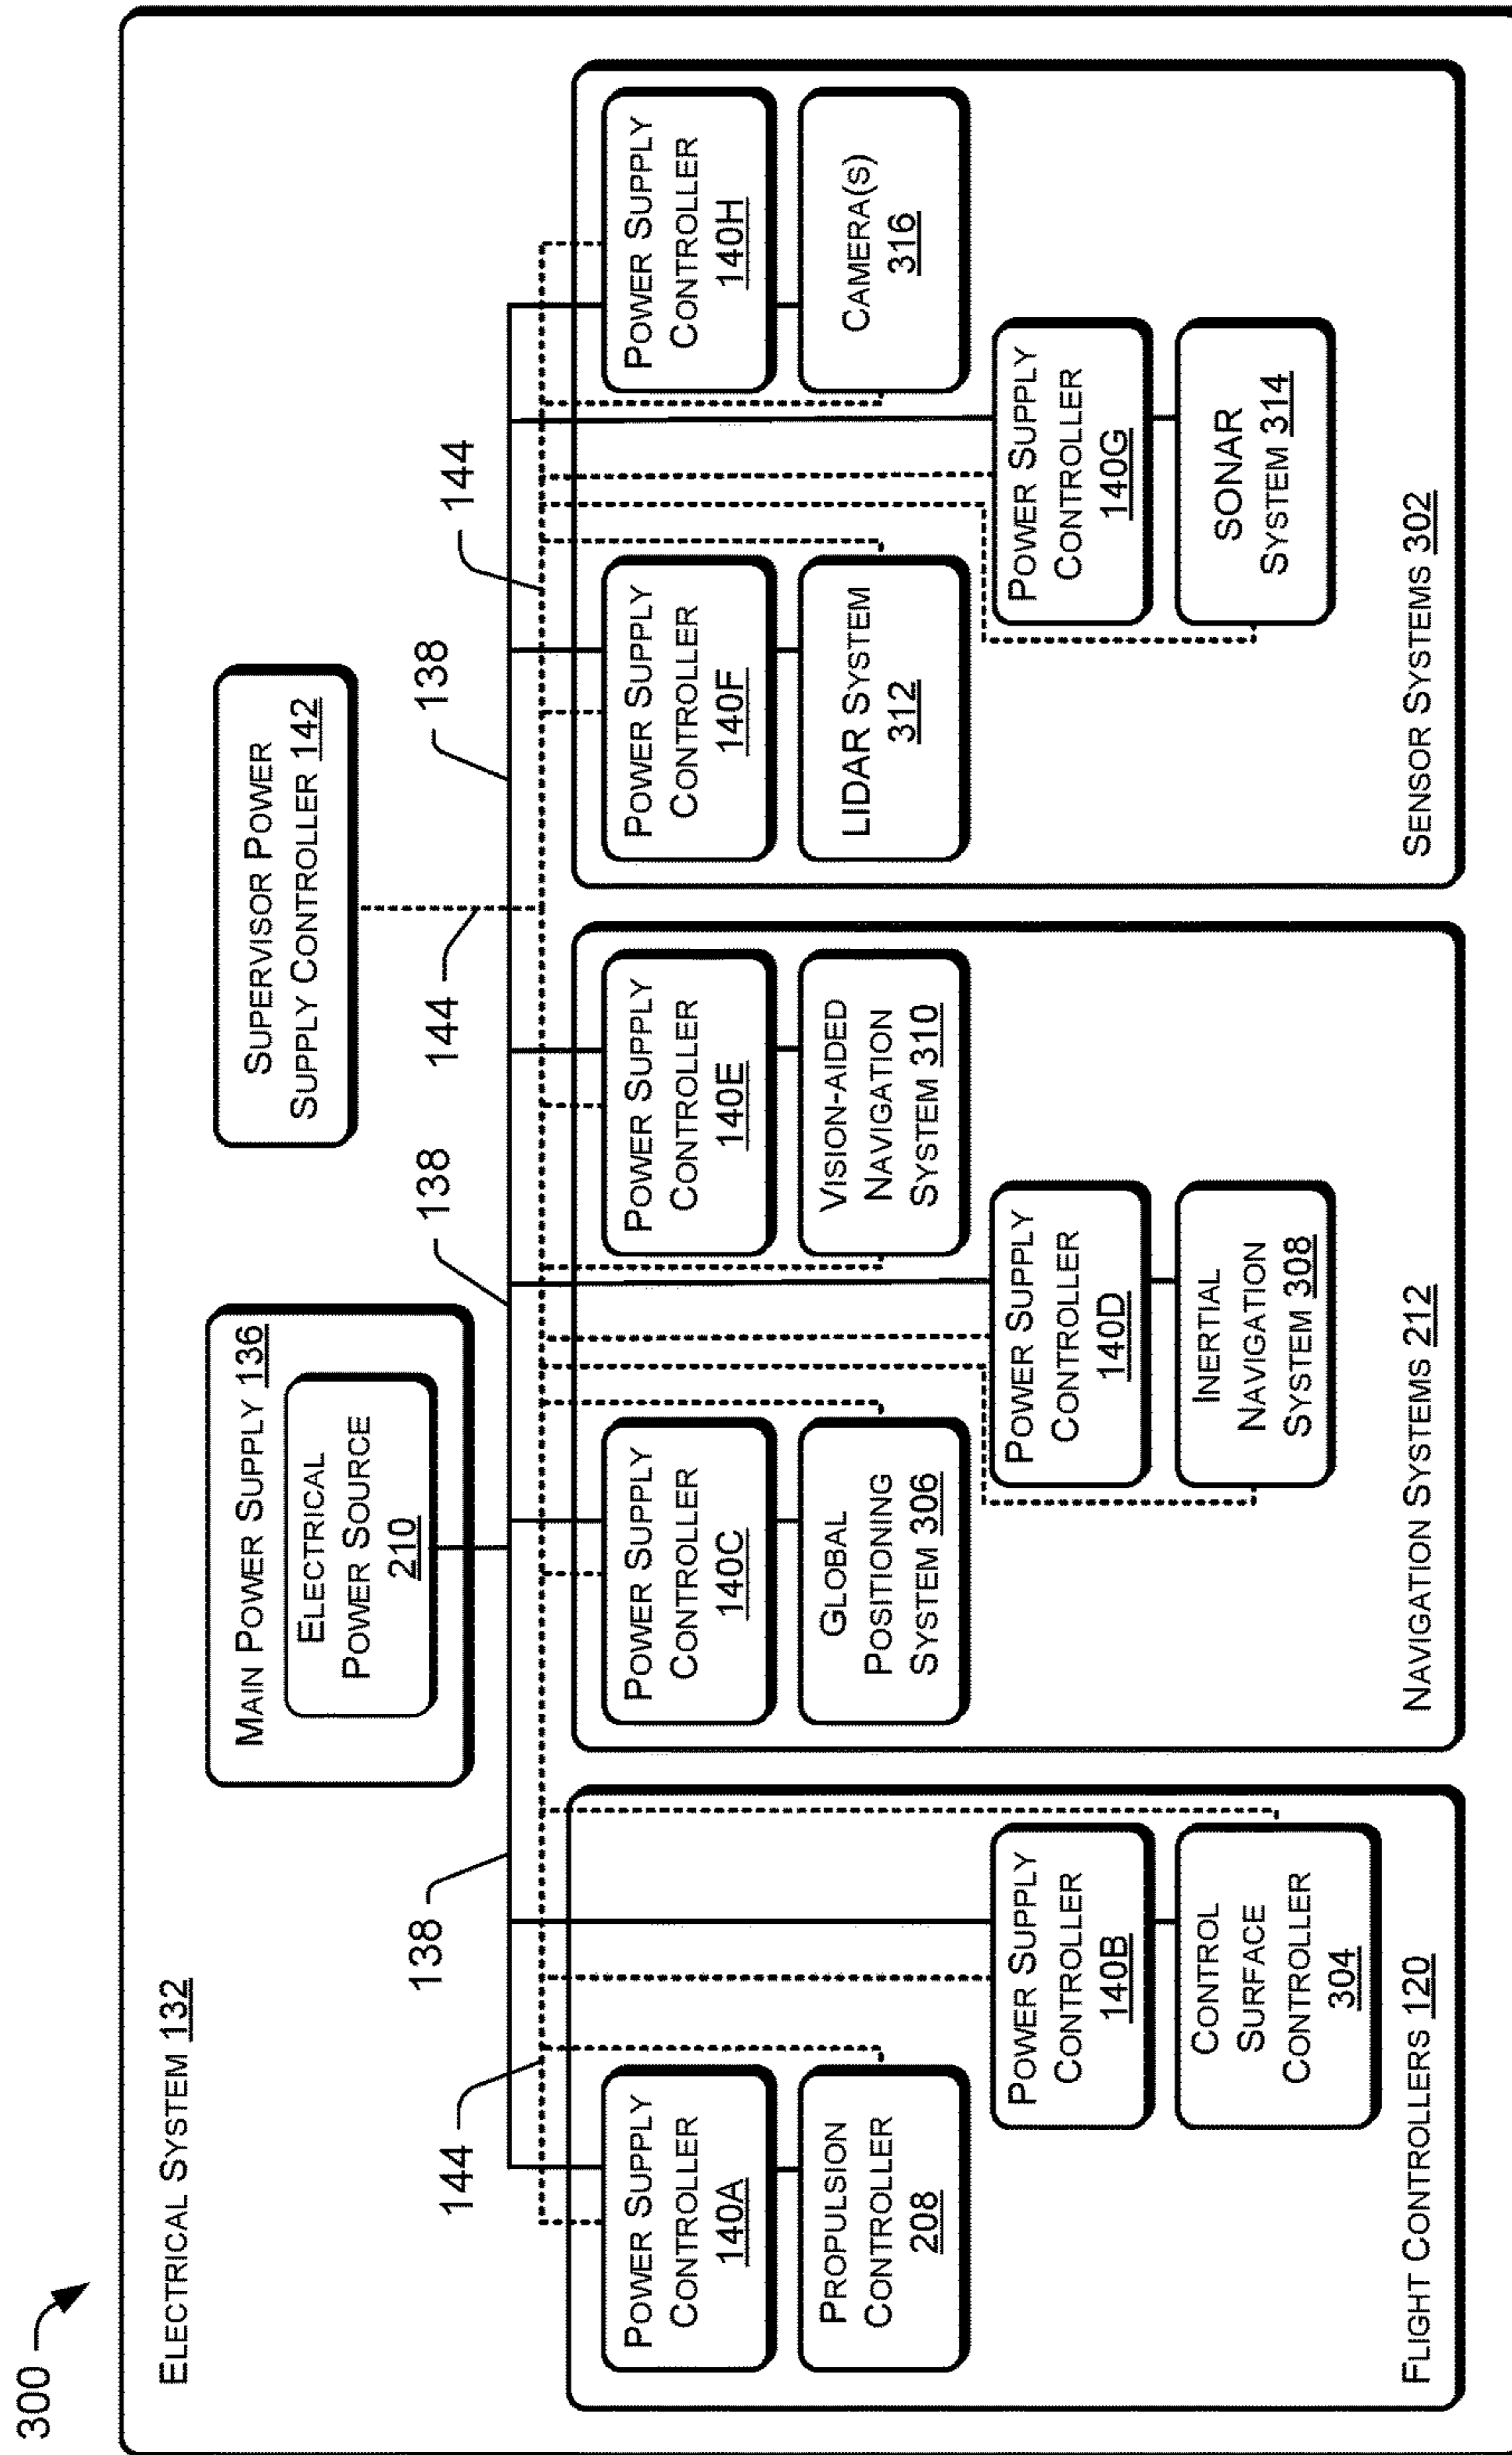 300
ELECTRICAL SYSTEM 132
MAIN POWER SUPPLY 136
ELECTRICAL
POWER SOURCE
210
SUPERVISOR POWER
SUPPLY CONTROLLER 142
138
138
138
144
144
144
POWER SUPPLY
CONTROLLER
140A
PROPULSION
CONTROLLER
208
POWER SUPPLY
CONTROLLER
140B
CONTROL
SURFACE
CONTROLLER
304
FLIGHT CONTROLLERS 120
POWER SUPPLY
CONTROLLER
140C
GLOBAL
POSITIONING
SYSTEM 306
POWER SUPPLY
CONTROLLER
140D
INERTIAL
NAVIGATION
SYSTEM 308
POWER SUPPLY
CONTROLLER
140E
VISION-AIDED
NAVIGATION
SYSTEM 310
NAVIGATION SYSTEMS 212
POWER SUPPLY
CONTROLLER
140F
LIDAR SYSTEM
312
POWER SUPPLY
CONTROLLER
140G
SONAR
SYSTEM 314
POWER SUPPLY
CONTROLLER
140H
CAMERA(S)
316
SENSOR SYSTEMS 302